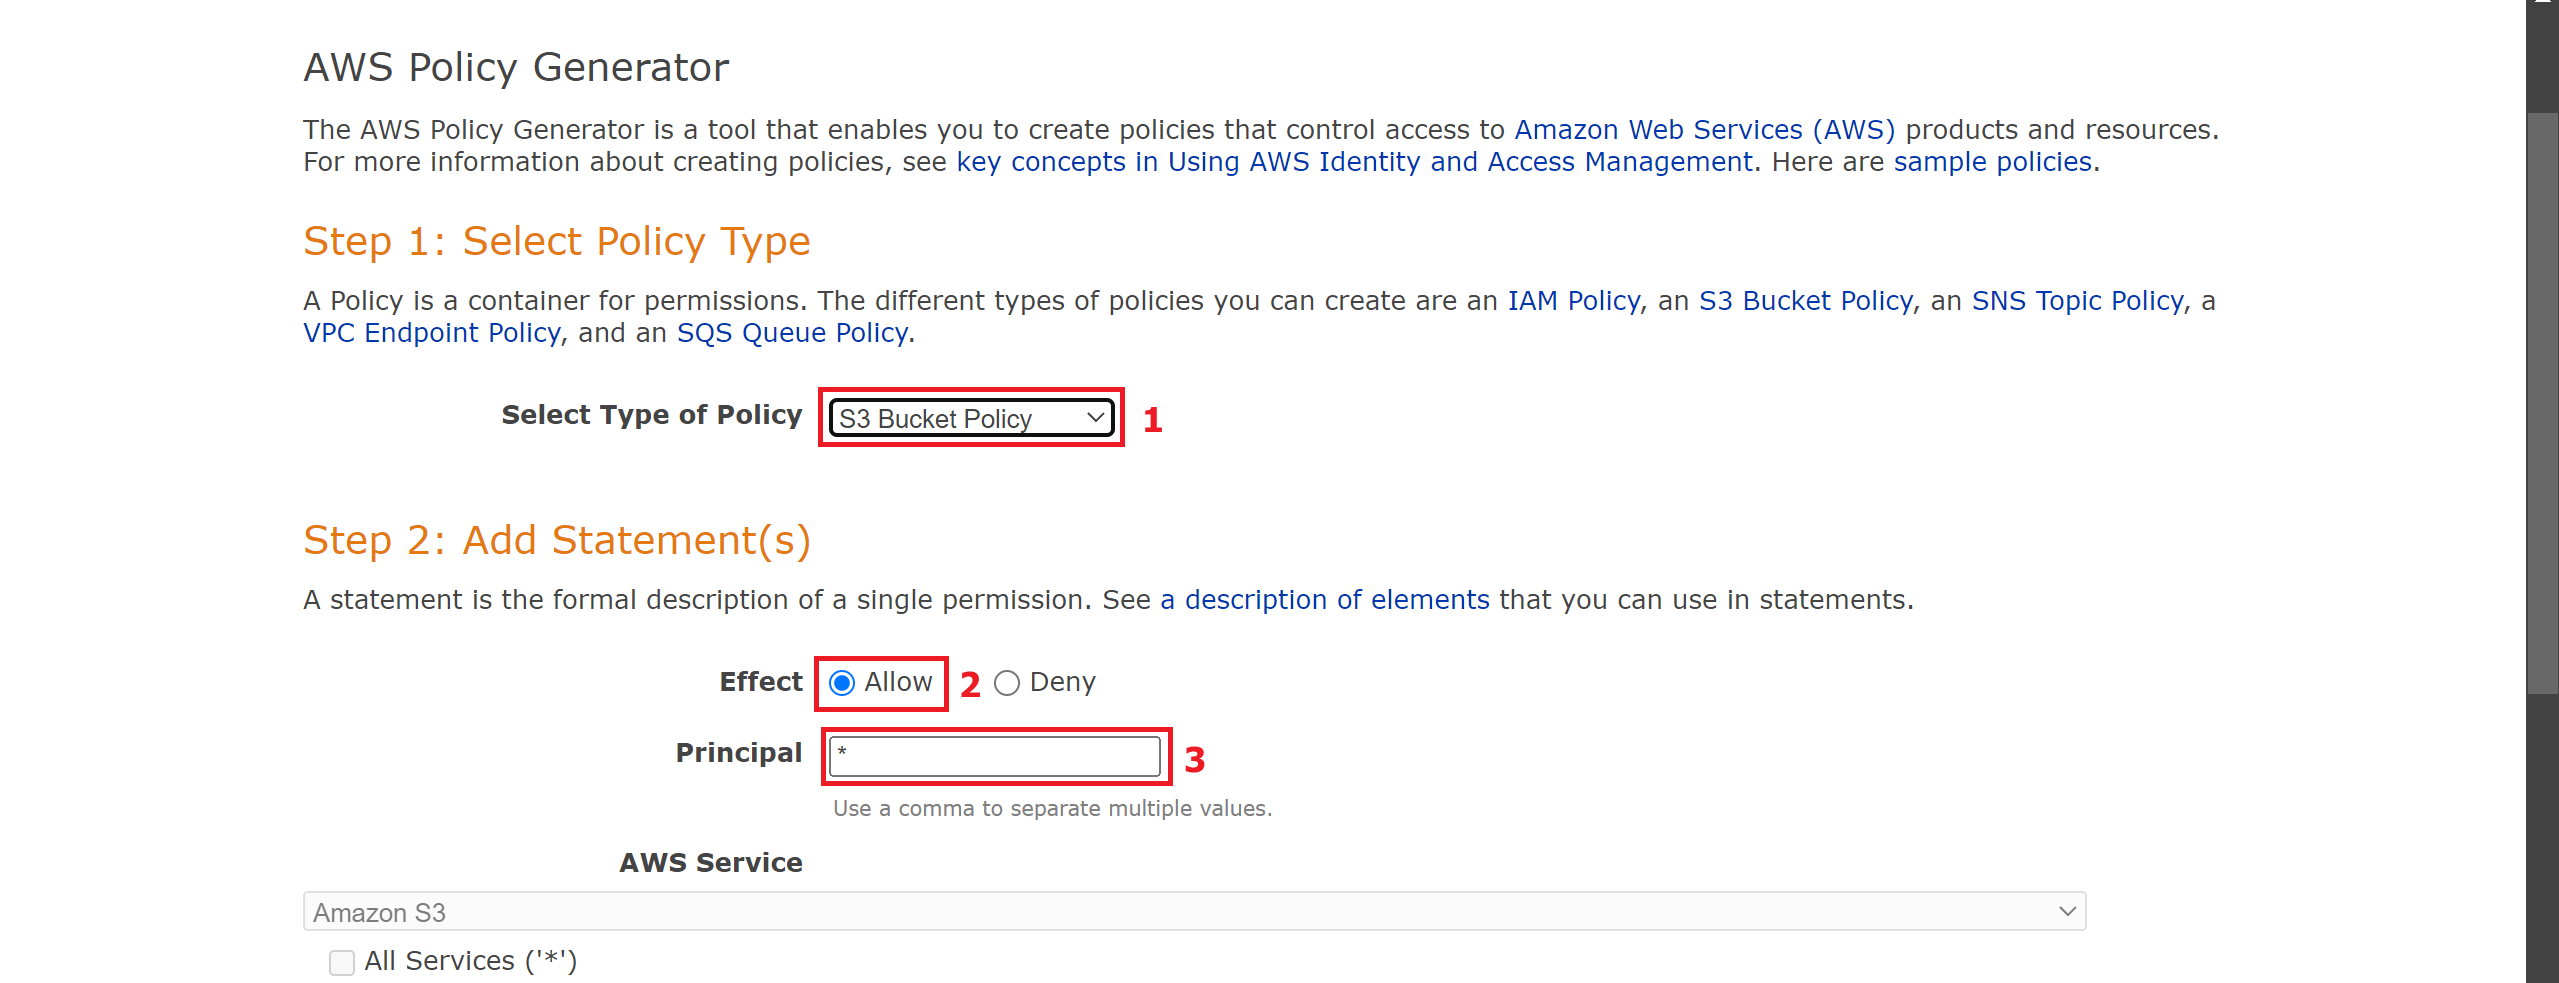 AWS Policy Generator
The AWS Policy Generator is a tool that enables you to create policies that control access to Amazon Web Services (AWS) products and resources.
For more information about creating policies, see key concepts in Using AWS Identity and Access Management. Here are sample policies.
Step 1: Select Policy Type
A Policy is a container for permissions. The different types of policies you can create are an IAM Policy, an S3 Bucket Policy, an SNS Topic Policy, a
VPC Endpoint Policy, and an SQS Queue Policy.
Select Type of Policy S3 Bucket Policy 1
Step 2: Add Statement(s)
A statement is the formal description of a single permission. See a description of elements that you can use in statements.
Effect Allow 2 Deny
Principal * 3
Use a comma to separate multiple values.
AWS Service
Amazon S3
All Services ('*')